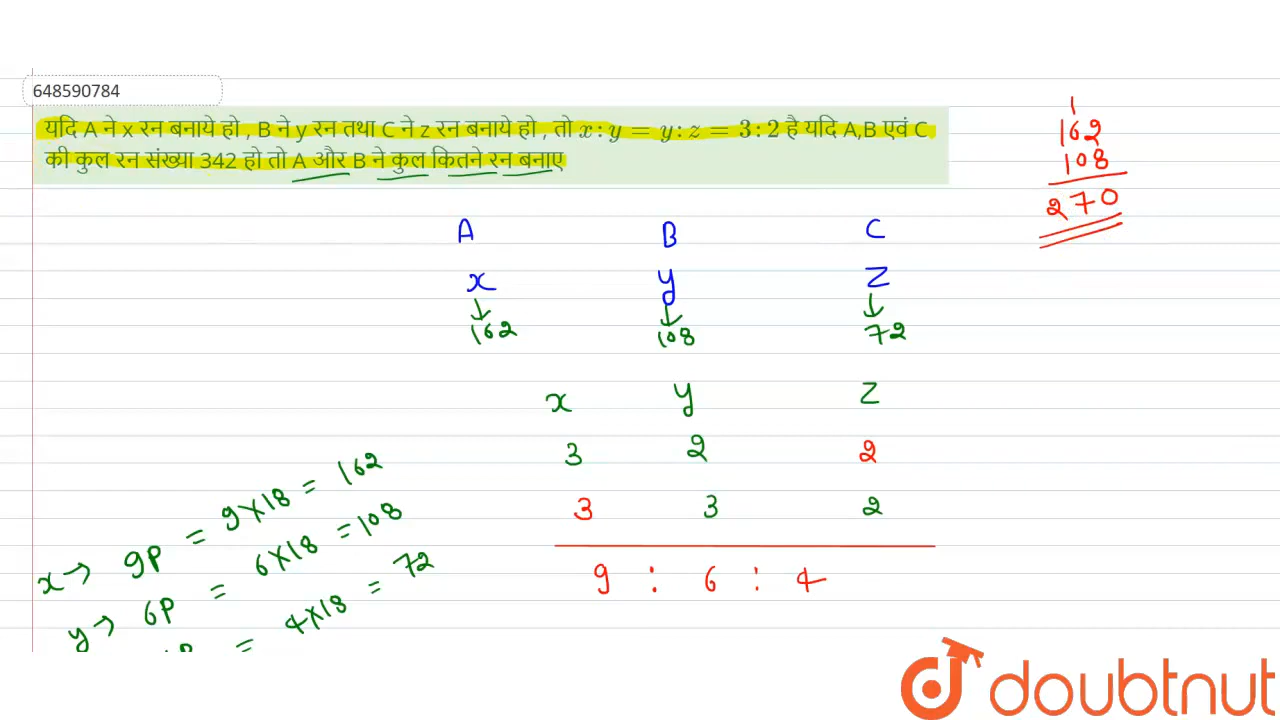 648590784
यदि A ने x रन बनाये हो , B ने y रन तथा C ने z रन बनाये हो , तो x : y = y : z = 3 : 2 है यदि A,B एवं C
की कुल रन संख्या 342 हो तो A और B ने कुल कितने रन बनाए
1
162
108
270
A B C
x y z
162 108 72
x y z
3 2 2
3 3 2
9 : 6 : 4
x → 9P = 9×18 = 162
y → 6P = 6×18 = 108
= 4×18 = 72
doubtnut